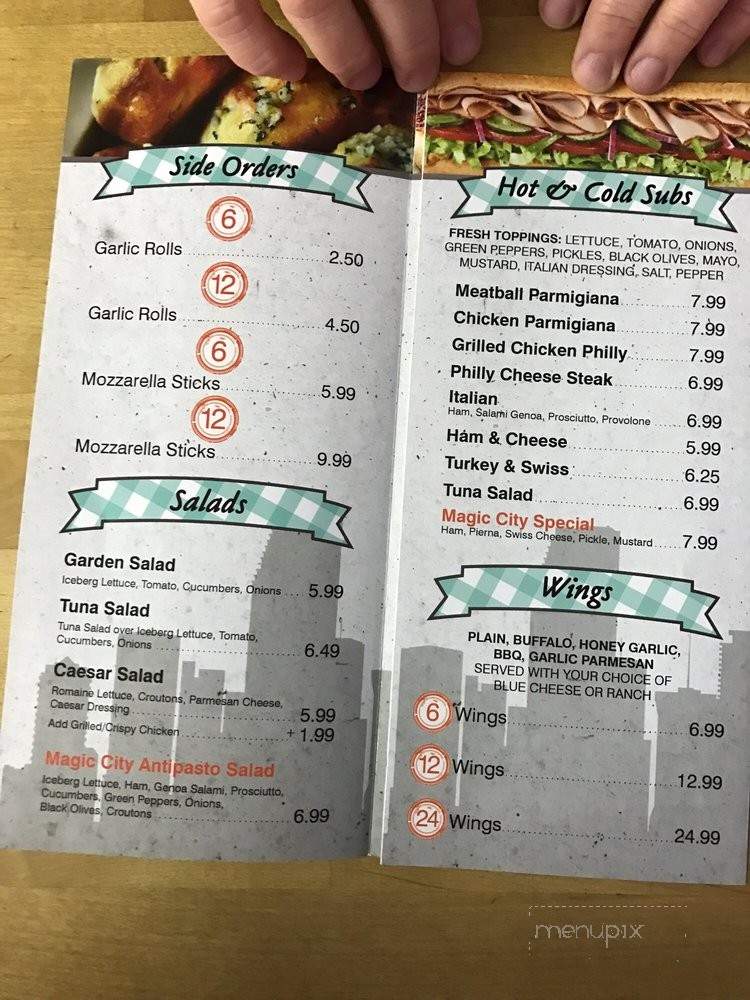 Side Orders
6
Garlic Rolls 2.50
12
Garlic Rolls 4.50
6
Mozzarella Sticks 5.99
12
Mozzarella Sticks 9.99
Salads
Garden Salad
Iceberg Lettuce, Tomato, Cucumbers, Onions 5.99
Tuna Salad
Tuna Salad over Iceberg Lettuce, Tomato,
Cucumbers, Onions 6.49
Caesar Salad
Romaine Lettuce, Croutons, Parmesan Cheese,
Caesar Dressing 5.99
Add Grilled/Crispy Chicken +1.99
Magic City Antipasto Salad
Iceberg Lettuce, Ham, Genoa Salami, Prosciutto,
Cucumbers, Green Peppers, Onions,
Black Olives, Croutons 6.99
Hot & Cold Subs
FRESH TOPPINGS: LETTUCE, TOMATO, ONIONS,
GREEN PEPPERS, PICKLES, BLACK OLIVES, MAYO,
MUSTARD, ITALIAN DRESSING, SALT, PEPPER
Meatball Parmigiana 7.99
Chicken Parmigiana 7.99
Grilled Chicken Philly 7.99
Philly Cheese Steak 6.99
Italian
Ham, Salami Genoa, Prosciutto, Provolone 6.99
Ham & Cheese 5.99
Turkey & Swiss 6.25
Tuna Salad 6.99
Magic City Special
Ham, Pierna, Swiss Cheese, Pickle, Mustard 7.99
Wings
PLAIN, BUFFALO, HONEY GARLIC,
BBQ, GARLIC PARMESAN
SERVED WITH YOUR CHOICE OF
BLUE CHEESE OR RANCH
6 Wings 6.99
12 Wings 12.99
24 Wings 24.99
menupix